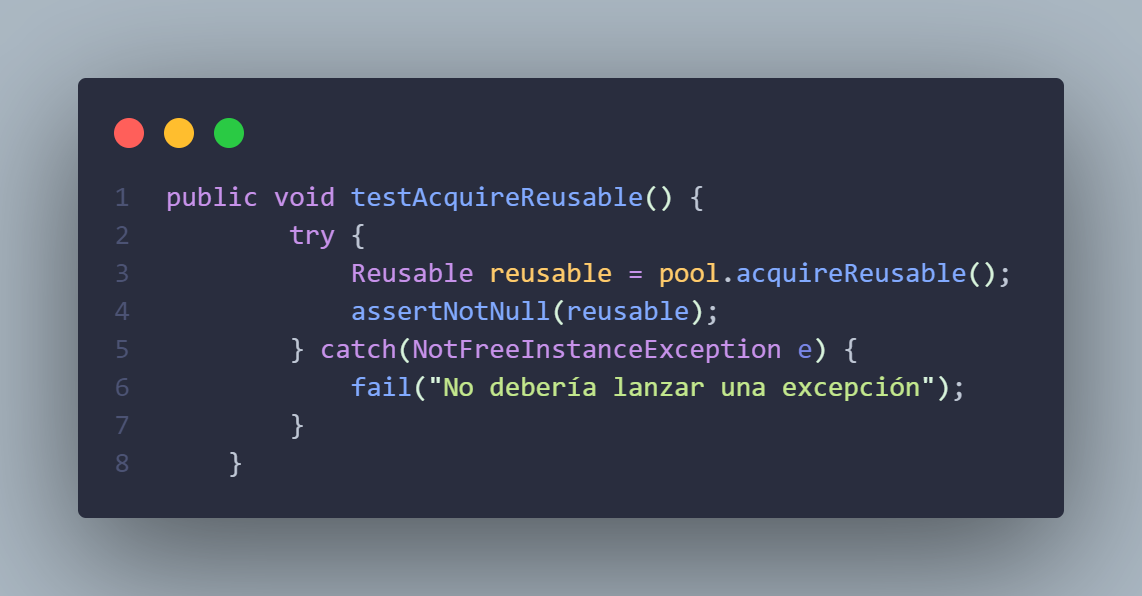 1 public void testAcquireReusable() {
2 try {
3 Reusable reusable = pool.acquireReusable();
4 assertNotNull(reusable);
5 } catch(NotFreeInstanceException e) {
6 fail("No debería lanzar una excepción");
7 }
8 }